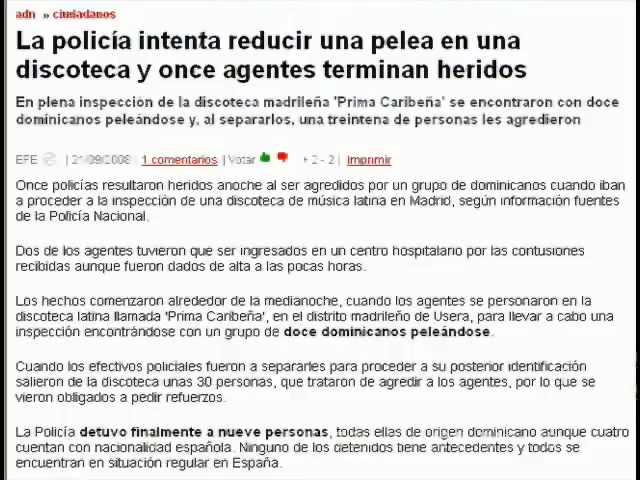 adn » ciudadanos
La policía intenta reducir una pelea en una
discoteca y once agentes terminan heridos
En plena inspección de la discoteca madrileña 'Prima Caribeña' se encontraron con doce
dominicanos peleándose y, al separarlos, una treintena de personas les agredieron
EFE | 21/09/2008 | 1 comentarios | Votar + 2 - 2 | Imprimir
Once policías resultaron heridos anoche al ser agredidos por un grupo de dominicanos cuando iban
a proceder a la inspección de una discoteca de música latina en Madrid, según información fuentes
de la Policía Nacional.
Dos de los agentes tuvieron que ser ingresados en un centro hospitalario por las contusiones
recibidas aunque fueron dados de alta a las pocas horas.
Los hechos comenzaron alrededor de la medianoche, cuando los agentes se personaron en la
discoteca latina llamada 'Prima Caribeña', en el distrito madrileño de Usera, para llevar a cabo una
inspección encontrándose con un grupo de doce dominicanos peleándose.
Cuando los efectivos policiales fueron a separarles para proceder a su posterior identificación
salieron de la discoteca unas 30 personas, que trataron de agredir a los agentes, por lo que se
vieron obligados a pedir refuerzos.
La Policía detuvo finalmente a nueve personas, todas ellas de origen dominicano aunque cuatro
cuentan con nacionalidad española. Ninguno de los detenidos tiene antecedentes y todos se
encuentran en situación regular en España.